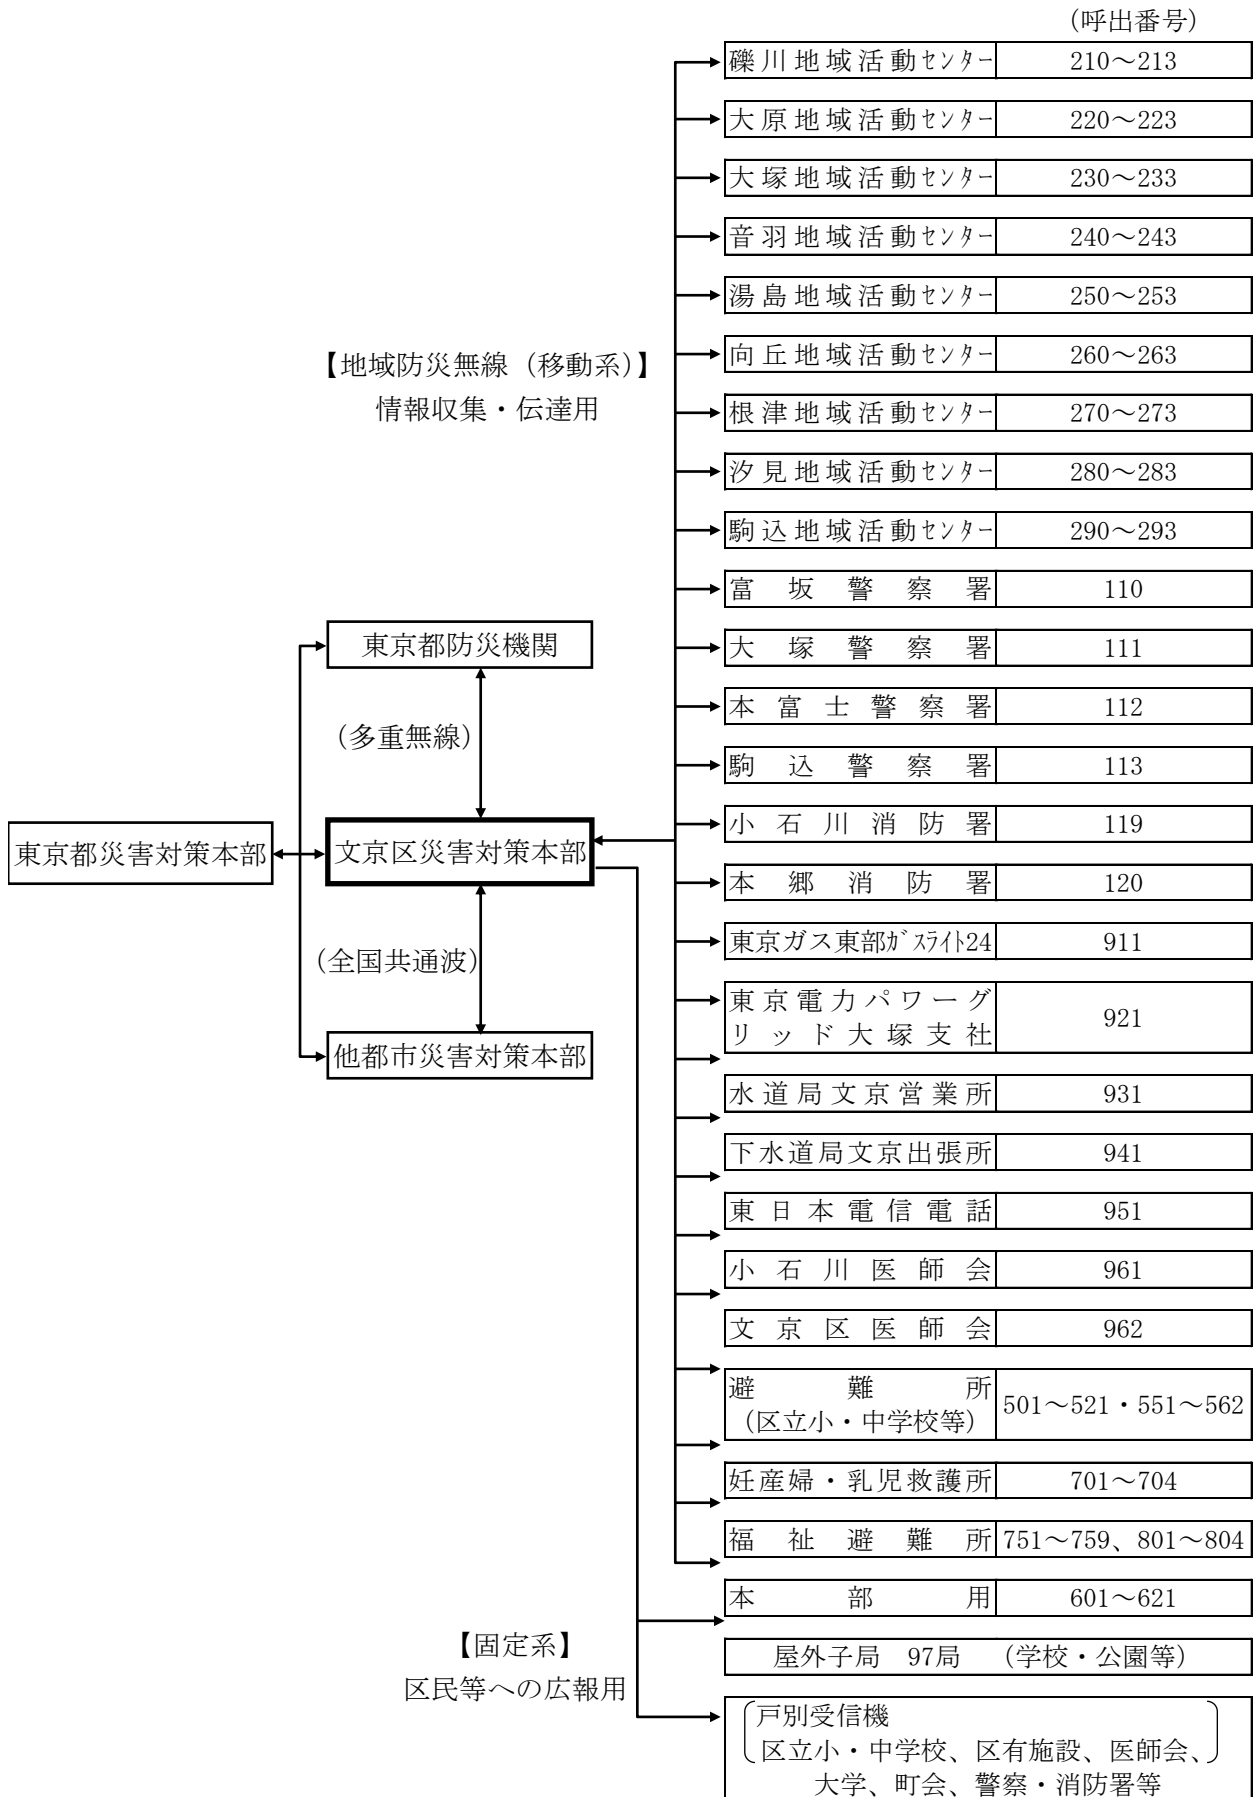 (呼出番号)
礫川地域活動センター 210～213
大原地域活動センター 220～223
大塚地域活動センター 230～233
音羽地域活動センター 240～243
湯島地域活動センター 250～253
向丘地域活動センター 260～263
【地域防災無線（移動系）】
情報収集・伝達用
根津地域活動センター 270～273
汐見地域活動センター 280～283
駒込地域活動センター 290～293
富坂警察署 110
大塚警察署 111
本富士警察署 112
駒込警察署 113
小石川消防署 119
本郷消防署 120
東京ガス東部ガスライト24 911
東京電力パワーグ
リッド大塚支社 921
水道局文京営業所 931
下水道局文京出張所 941
東日本電信電話 951
小石川医師会 961
文京区医師会 962
避難所
（区立小・中学校等） 501～521・551～562
妊産婦・乳児救護所 701～704
福祉避難所 751～759、801～804
本部用 601～621
東京都防災機関
(多重無線)
東京都災害対策本部
文京区災害対策本部
(全国共通波)
他都市災害対策本部
【固定系】
区民等への広報用
屋外子局 97局 （学校・公園等）
戸別受信機
区立小・中学校、区有施設、医師会、
大学、町会、警察・消防署等